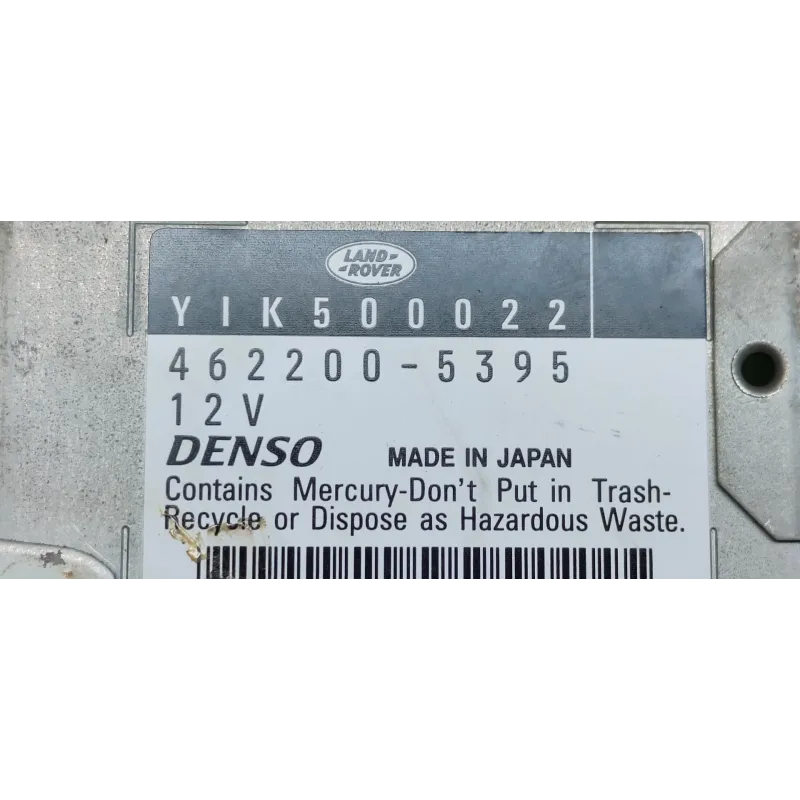 LAND-
-ROVER
YIK500022
462200-5395
12V
DENSO MADE IN JAPAN
Contains Mercury-Don't Put in Trash-
Recycle or Dispose as Hazardous Waste.